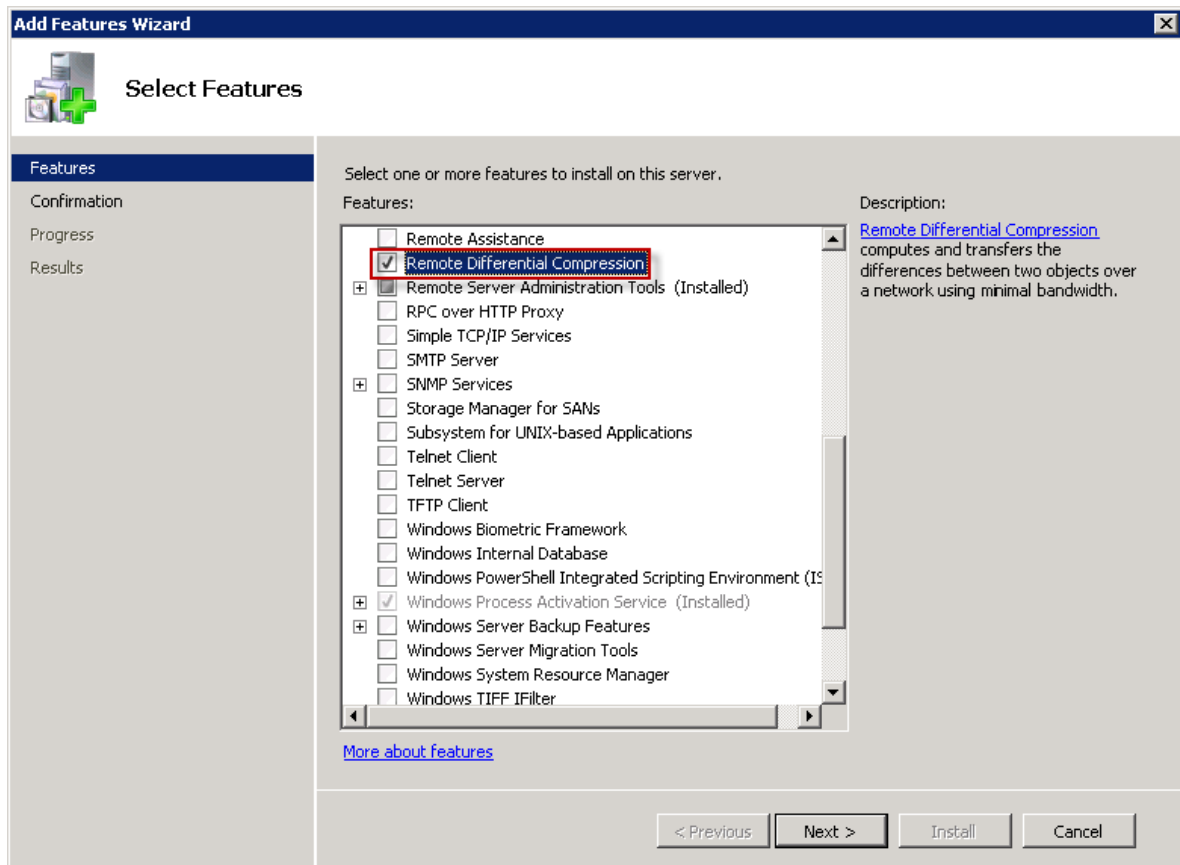 Add Features Wizard
Select Features
Features
Confirmation
Progress
Results
Select one or more features to install on this server.
Features:
Remote Assistance
Remote Differential Compression
Remote Server Administration Tools (Installed)
RPC over HTTP Proxy
Simple TCP/IP Services
SMTP Server
SNMP Services
Storage Manager for SANs
Subsystem for UNIX-based Applications
Telnet Client
Telnet Server
TFTP Client
Windows Biometric Framework
Windows Internal Database
Windows PowerShell Integrated Scripting Environment (IS
Windows Process Activation Service (Installed)
Windows Server Backup Features
Windows Server Migration Tools
Windows System Resource Manager
Windows TIFF IFilter
More about features
Description:
Remote Differential Compression
computes and transfers the
differences between two objects over
a network using minimal bandwidth.
< Previous
Next >
Install
Cancel